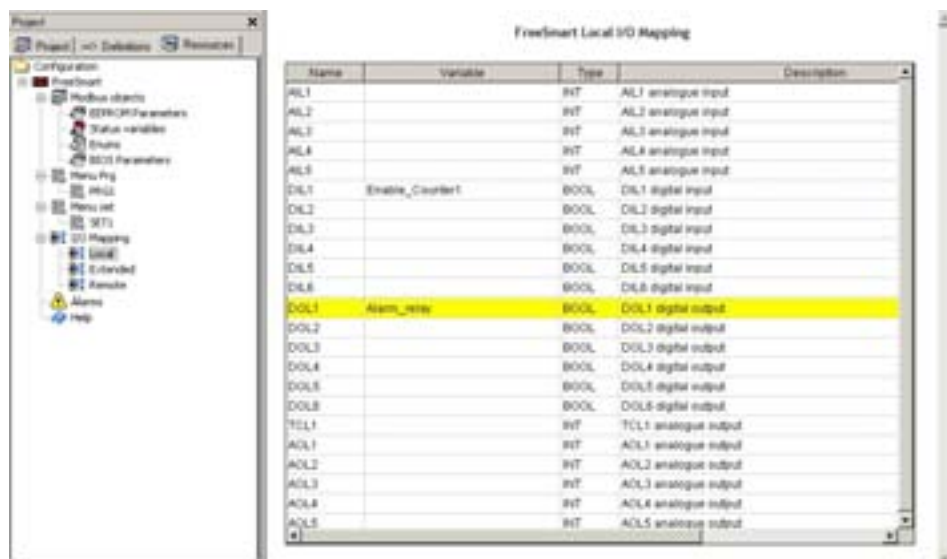 Project
Project Definitions Resources
Configuration
FreeSmart
Modbus objects
EEPROM Parameters
Status variables
Enums
BIOS Parameters
Menu Prg
PRG1
Menu set
SET1
I/O Mapping
Local
Extended
Remote
Alarms
Help
FreeSmart Local I/O Mapping
Name Variable Type Description
AIL1 INT AIL1 analogue input
AIL2 INT AIL2 analogue input
AIL3 INT AIL3 analogue input
AIL4 INT AIL4 analogue input
AIL5 INT AIL5 analogue input
DIL1 Enable_Counter1 BOOL DIL1 digital input
DIL2 BOOL DIL2 digital input
DIL3 BOOL DIL3 digital input
DIL4 BOOL DIL4 digital input
DIL5 BOOL DIL5 digital input
DIL6 BOOL DIL6 digital input
DOL1 Alarm_relay BOOL DOL1 digital output
DOL2 BOOL DOL2 digital output
DOL3 BOOL DOL3 digital output
DOL4 BOOL DOL4 digital output
DOL5 BOOL DOL5 digital output
DOL6 BOOL DOL6 digital output
TCL1 INT TCL1 analogue output
AOL1 INT AOL1 analogue output
AOL2 INT AOL2 analogue output
AOL3 INT AOL3 analogue output
AOL4 INT AOL4 analogue output
AOL5 INT AOL5 analogue output